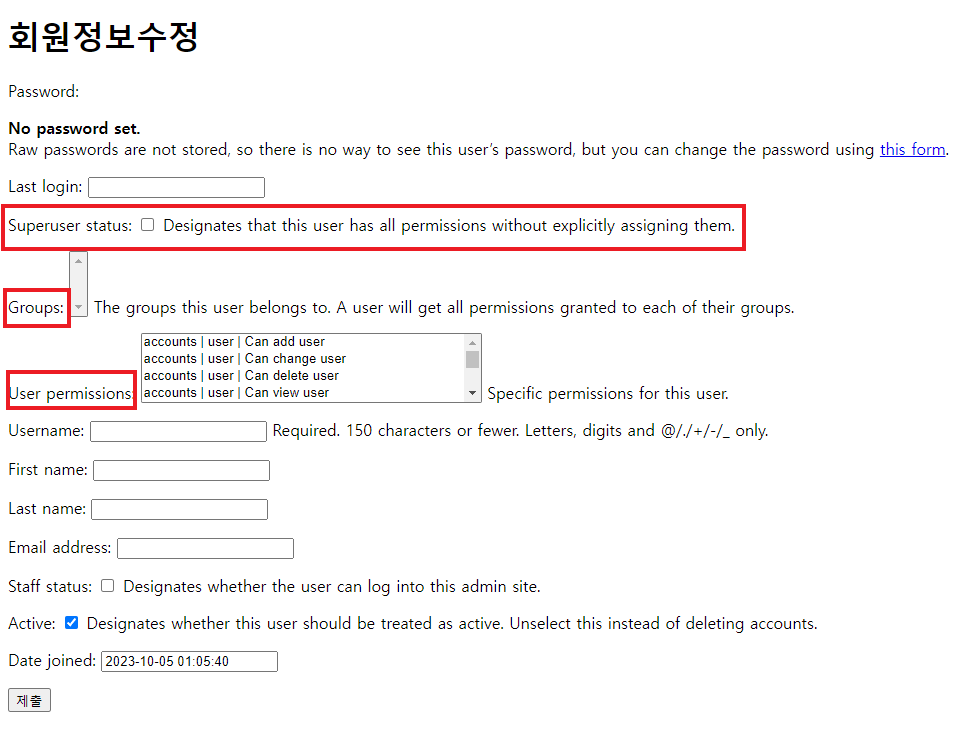 회원정보수정
Password:
No password set.
Raw passwords are not stored, so there is no way to see this user's password, but you can change the password using this form.
Last login:
Superuser status: Designates that this user has all permissions without explicitly assigning them.
Groups: The groups this user belongs to. A user will get all permissions granted to each of their groups.
accounts | user | Can add user
accounts | user | Can change user
accounts | user | Can delete user
accounts | user | Can view user
User permissions: Specific permissions for this user.
Username: Required. 150 characters or fewer. Letters, digits and @/./+/-/_ only.
First name:
Last name:
Email address:
Staff status: Designates whether the user can log into this admin site.
Active: Designates whether this user should be treated as active. Unselect this instead of deleting accounts.
Date joined: 2023-10-05 01:05:40
제출